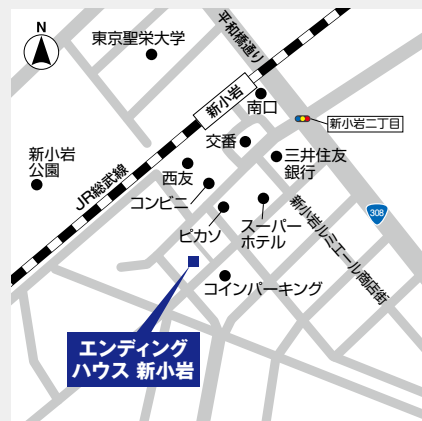 N
東京聖栄大学
平和橋通り
新小岩
南口
新小岩二丁目
交番
三井住友
銀行
新小岩
公園
JR総武線
西友
コンビニ
ピカソ
スーパー
ホテル
308
新小岩ルミエール商店街
コインパーキング
エンディング
ハウス 新小岩